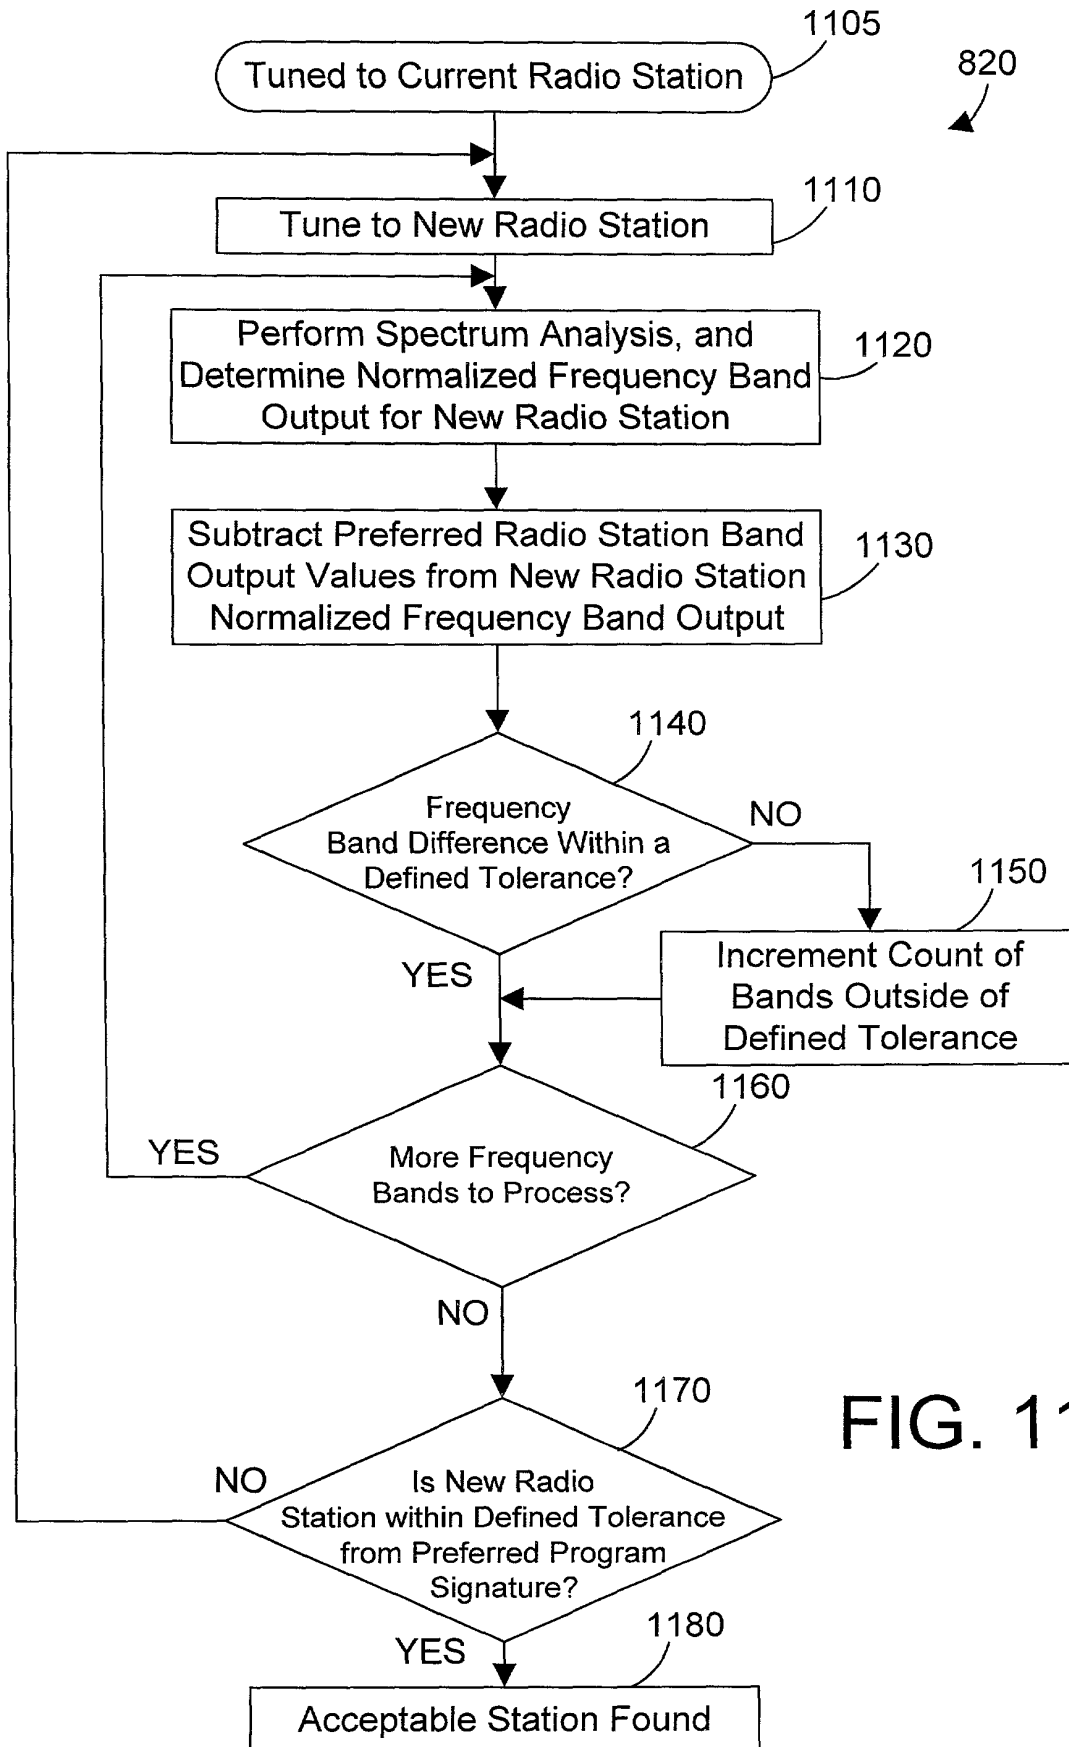 1105
820
Tuned to Current Radio Station
1110
Tune to New Radio Station
Perform Spectrum Analysis, and
Determine Normalized Frequency Band
Output for New Radio Station
1120
Subtract Preferred Radio Station Band
Output Values from New Radio Station
Normalized Frequency Band Output
1130
1140
Frequency
Band Difference Within a
Defined Tolerance?
NO
YES
1150
Increment Count of
Bands Outside of
Defined Tolerance
1160
YES
More Frequency
Bands to Process?
NO
1170
FIG. 11
NO
Is New Radio
Station within Defined Tolerance
from Preferred Program
Signature?
YES
1180
Acceptable Station Found